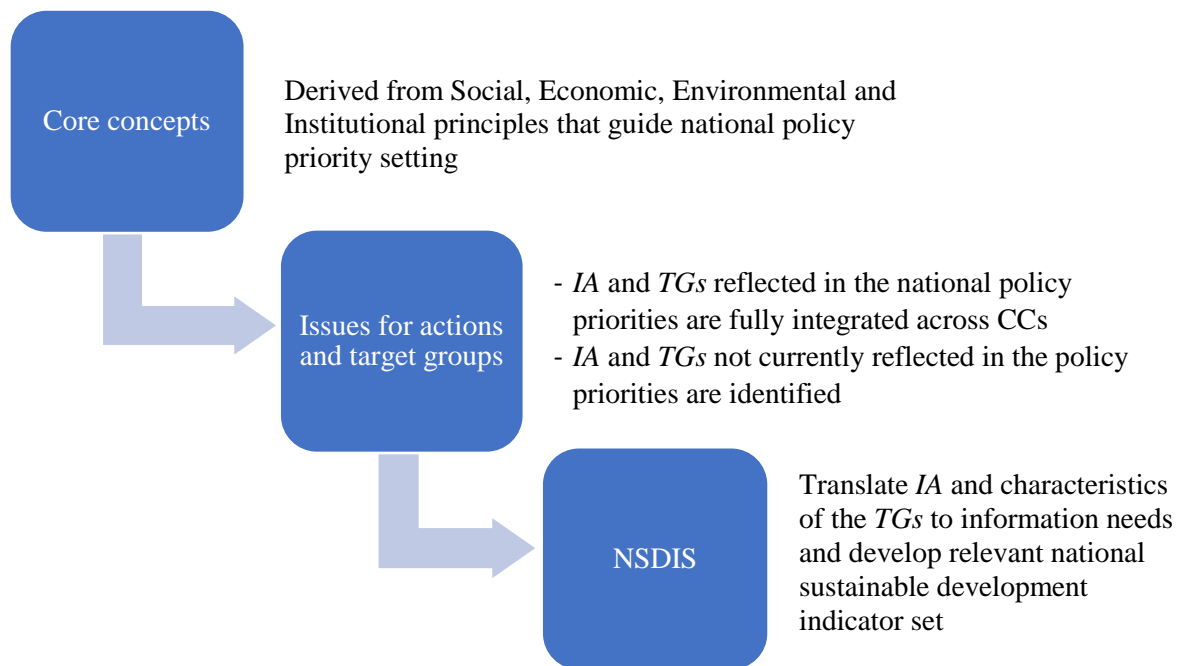 Core concepts
Derived from Social, Economic, Environmental and
Institutional principles that guide national policy
priority setting
Issues for actions
and target groups
- IA and TGs reflected in the national policy
priorities are fully integrated across CCs
- IA and TGs not currently reflected in the policy
priorities are identified
NSDIS
Translate IA and characteristics
of the TGs to information needs
and develop relevant national
sustainable development
indicator set